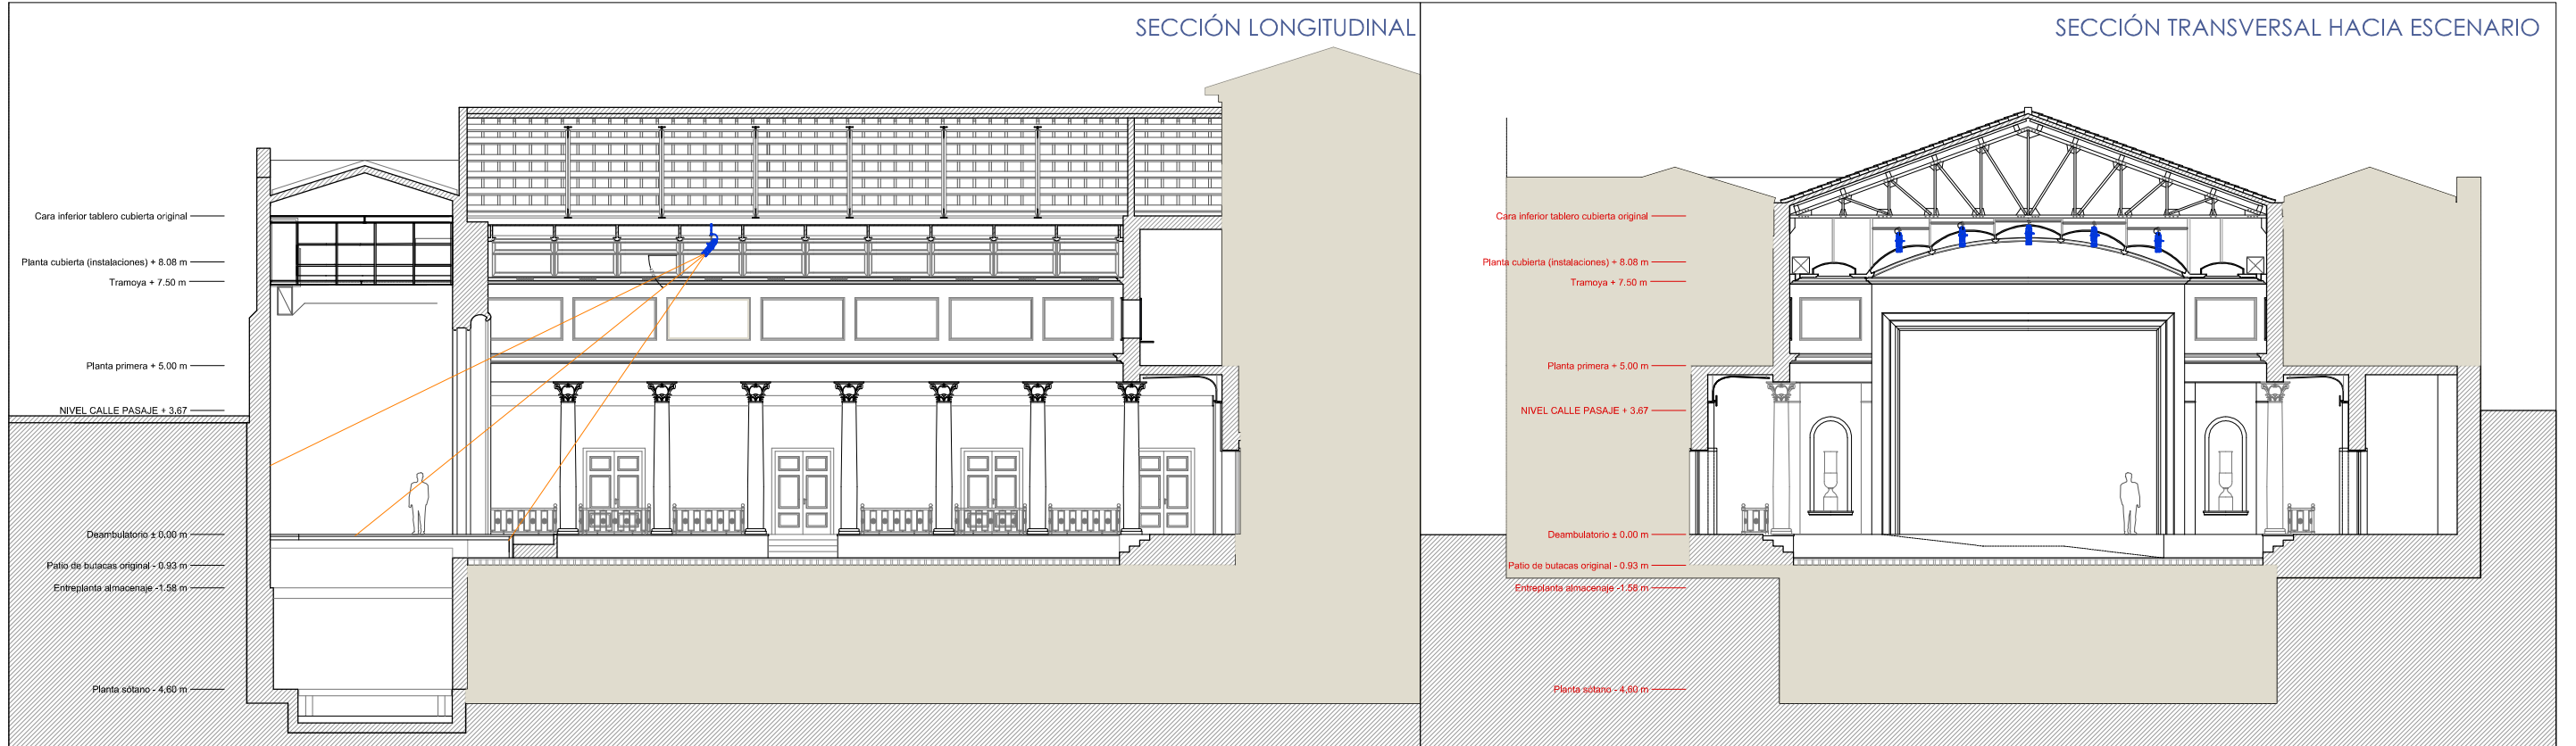 SECCIÓN LONGITUDINAL
Cara inferior tablero cubierta original
Planta cubierta (instalaciones) + 8.08 m
Tramoya + 7.50 m
Planta primera + 5.00 m
NIVEL CALLE PASAJE + 3.67
Deambulatorio ± 0.00 m
Patio de butacas original - 0.93 m
Entreplanta almacenaje -1.58 m
Planta sótano - 4,60 m
SECCIÓN TRANSVERSAL HACIA ESCENARIO
Cara inferior tablero cubierta original
Planta cubierta (instalaciones) + 8.08 m
Tramoya + 7.50 m
Planta primera + 5.00 m
NIVEL CALLE PASAJE + 3.67
Deambulatorio ± 0.00 m
Patio de butacas original - 0.93 m
Entreplanta almacenaje -1.58 m
Planta sótano - 4,60 m